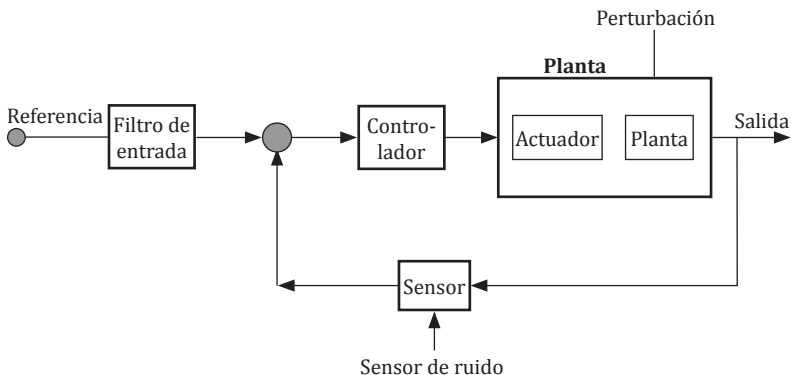 Perturbación
Planta
Referencia
Filtro de
entrada
Contro-
lador
Actuador
Planta
Salida
Sensor
Sensor de ruido